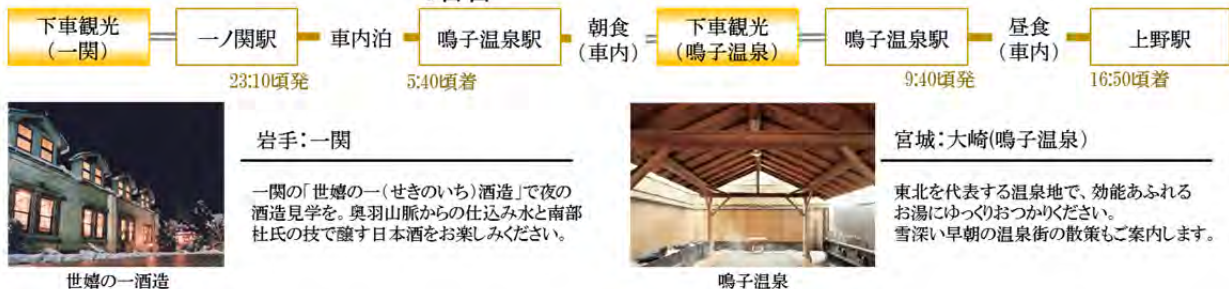 下車観光
(一関)
一ノ関駅
車内泊
鳴子温泉駅
朝食
(車内)
下車観光
(鳴子温泉)
鳴子温泉駅
昼食
(車内)
上野駅
23:10頃発
5:40頃着
9:40頃発
16:50頃着
岩手:一関
一関の「世嬉の一(せきのいち)酒造」で夜の
酒造見学を。奥羽山脈からの仕込み水と南部
杜氏の技で醸す日本酒をお楽しみください。
世嬉の一酒造
宮城:大崎(鳴子温泉)
東北を代表する温泉地で、効能あふれる
お湯にゆっくりおつかりください。
雪深い早朝の温泉街の散策もご案内します。
鳴子温泉